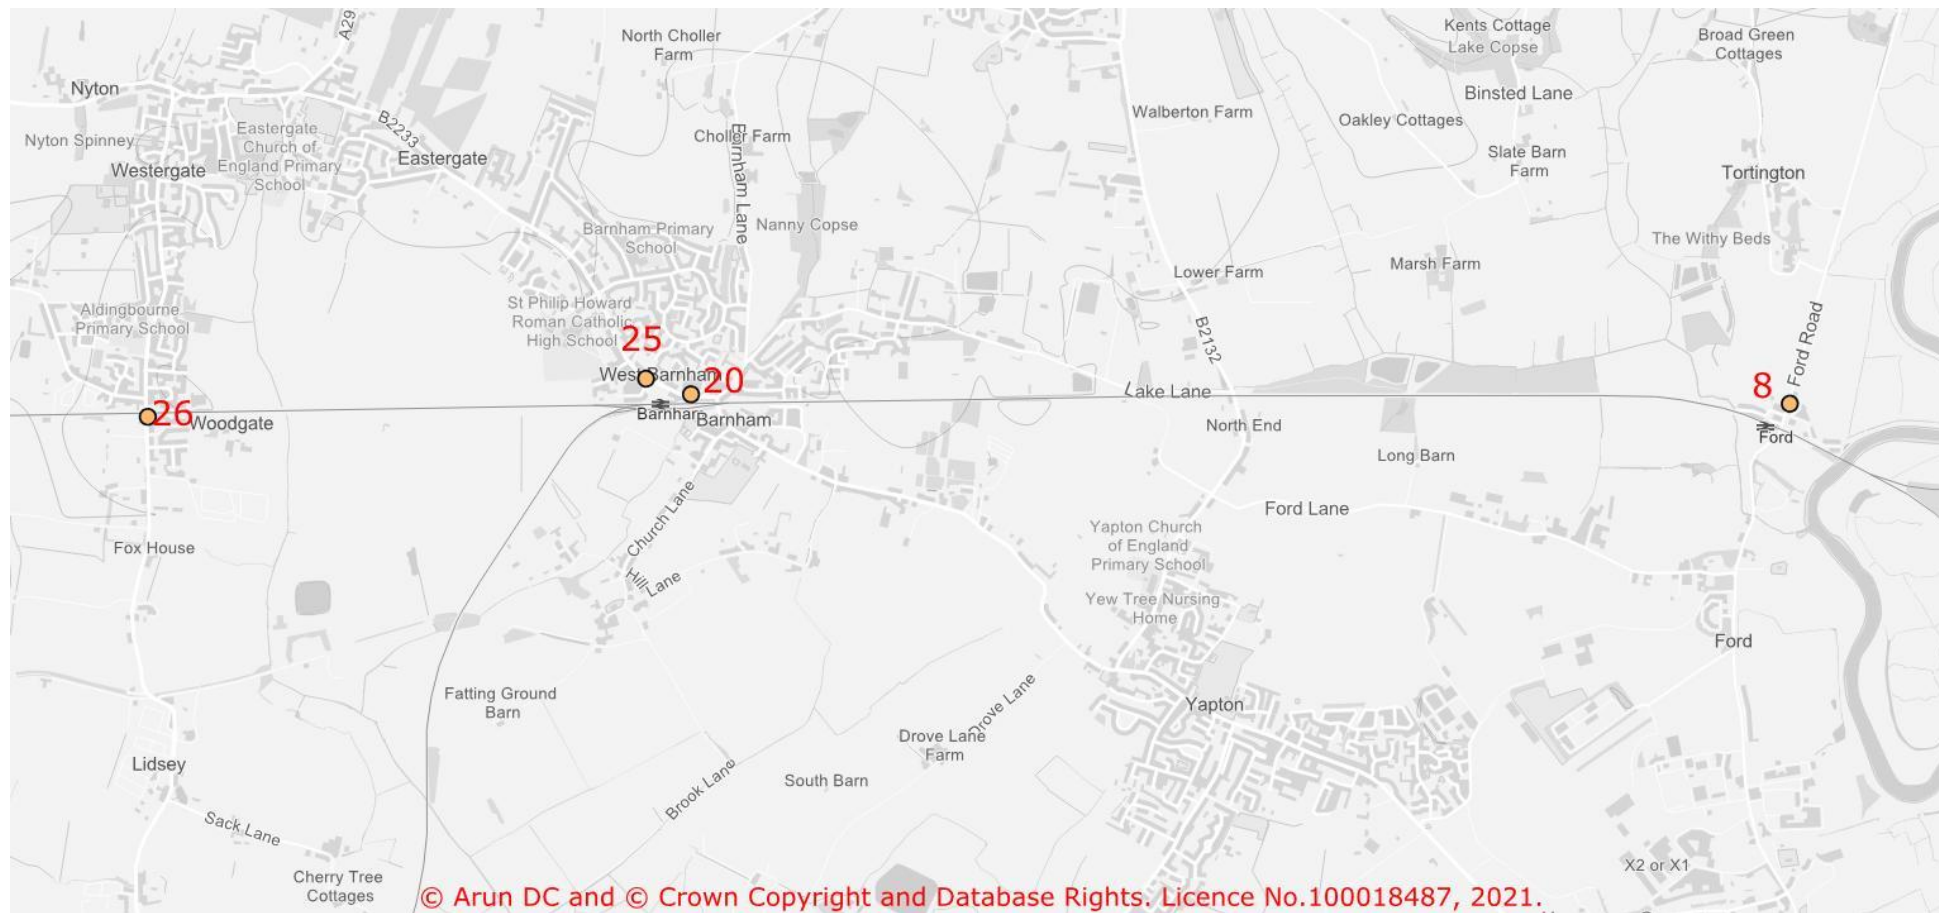 A29
North Choller
Farm
Kents Cottage
Lake Copse
Broad Green
Cottages
Nyton
Binsted Lane
Walberton Farm
Oakley Cottages
B2233
Eastergate
Church of
England Primary
School
Nyton Spinney
Choller Farm
Barnham Lane
Eastergate
Westergate
Slate Barn
Farm
Tortington
Barnham Primary
School
Nanny Copse
The Withy Beds
Lower Farm
Marsh Farm
Aldingbourne
Primary School
St Philip Howard
Roman Catholic
High School
25
B2132
Ford Road
West Barnham
20
8
Lake Lane
26
Woodgate
Barnham
Barnham
North End
Ford
Long Barn
Church Lane
Ford Lane
Yapton Church
of England
Primary School
Fox House
Hill Lane
Yew Tree Nursing
Home
Ford
Fatting Ground
Barn
Drove Lane
Yapton
Drove Lane
Farm
Lidsey
Brook Lane
South Barn
Sack Lane
Cherry Tree
Cottages
X2 or X1
© Arun DC and © Crown Copyright and Database Rights. Licence No.100018487, 2021.